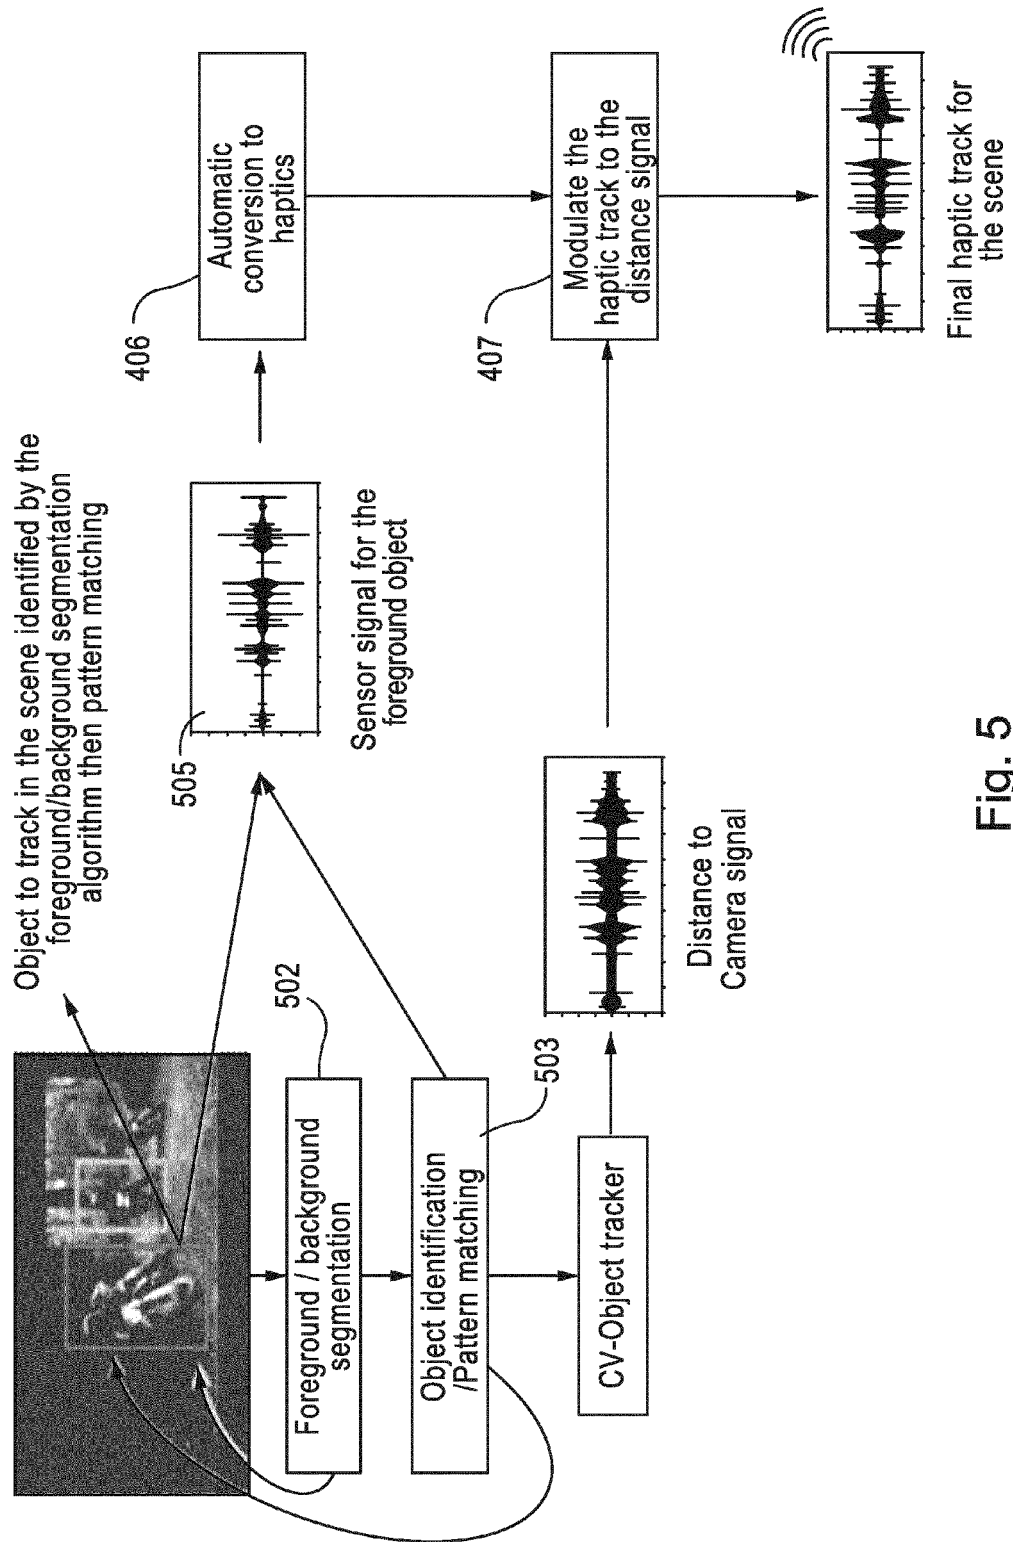 Object to track in the scene identified by the
foreground/background segmentation
algorithm then pattern matching
502
Foreground / background
segmentation
503
Object identification
/Pattern matching
CV-Object tracker
505
Sensor signal for the
foreground object
Distance to
Camera signal
406
Automatic
conversion to
haptics
407
Modulate the
haptic track to the
distance signal
Final haptic track for
the scene
Fig. 5